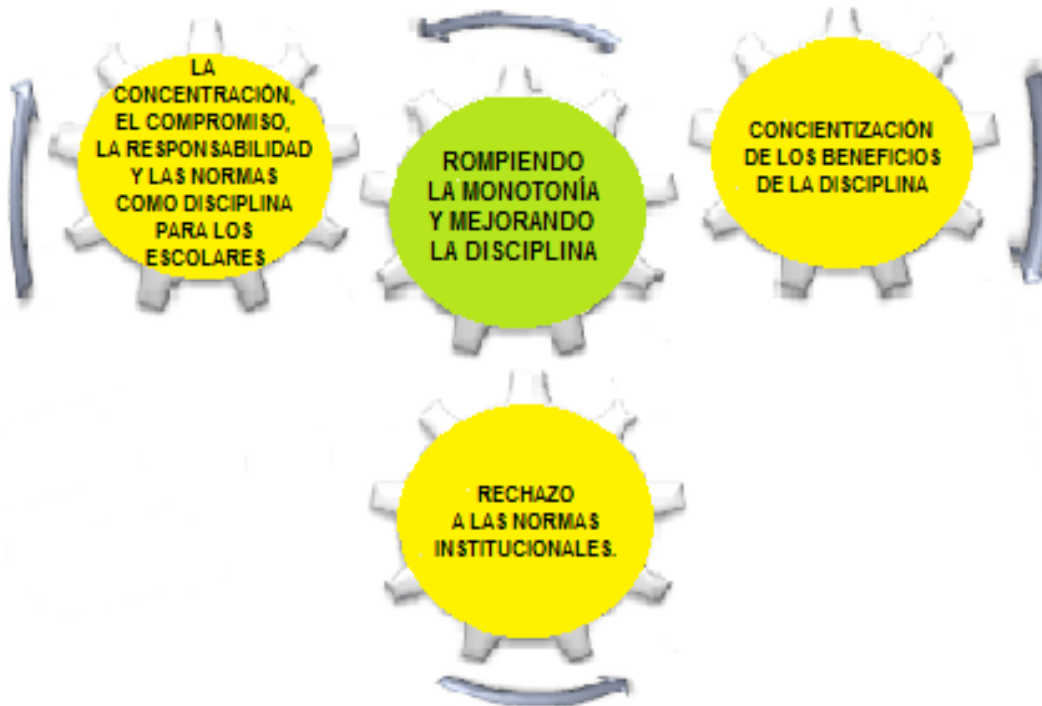 LA
CONCENTRACIÓN,
EL COMPROMISO,
LA RESPONSABILIDAD
Y LAS NORMAS
COMO DISCIPLINA
PARA LOS
ESCOLARES
ROMPIENDO
LA MONOTONÍA
Y MEJORANDO
LA DISCIPLINA
CONCIENTIZACIÓN
DE LOS BENEFICIOS
DE LA DISCIPLINA
RECHAZO
A LAS NORMAS
INSTITUCIONALES.